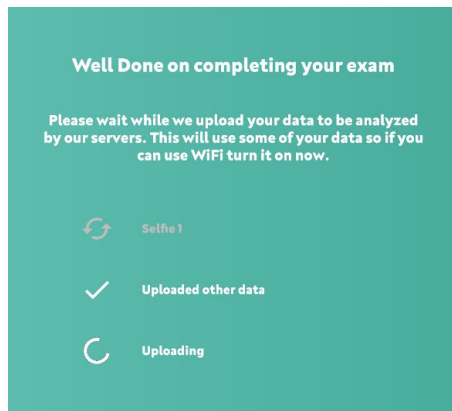 Well Done on completing your exam
Please wait while we upload your data to be analyzed
by our servers. This will use some of your data so if you
can use WiFi turn it on now.
Selfie 1
Uploaded other data
Uploading